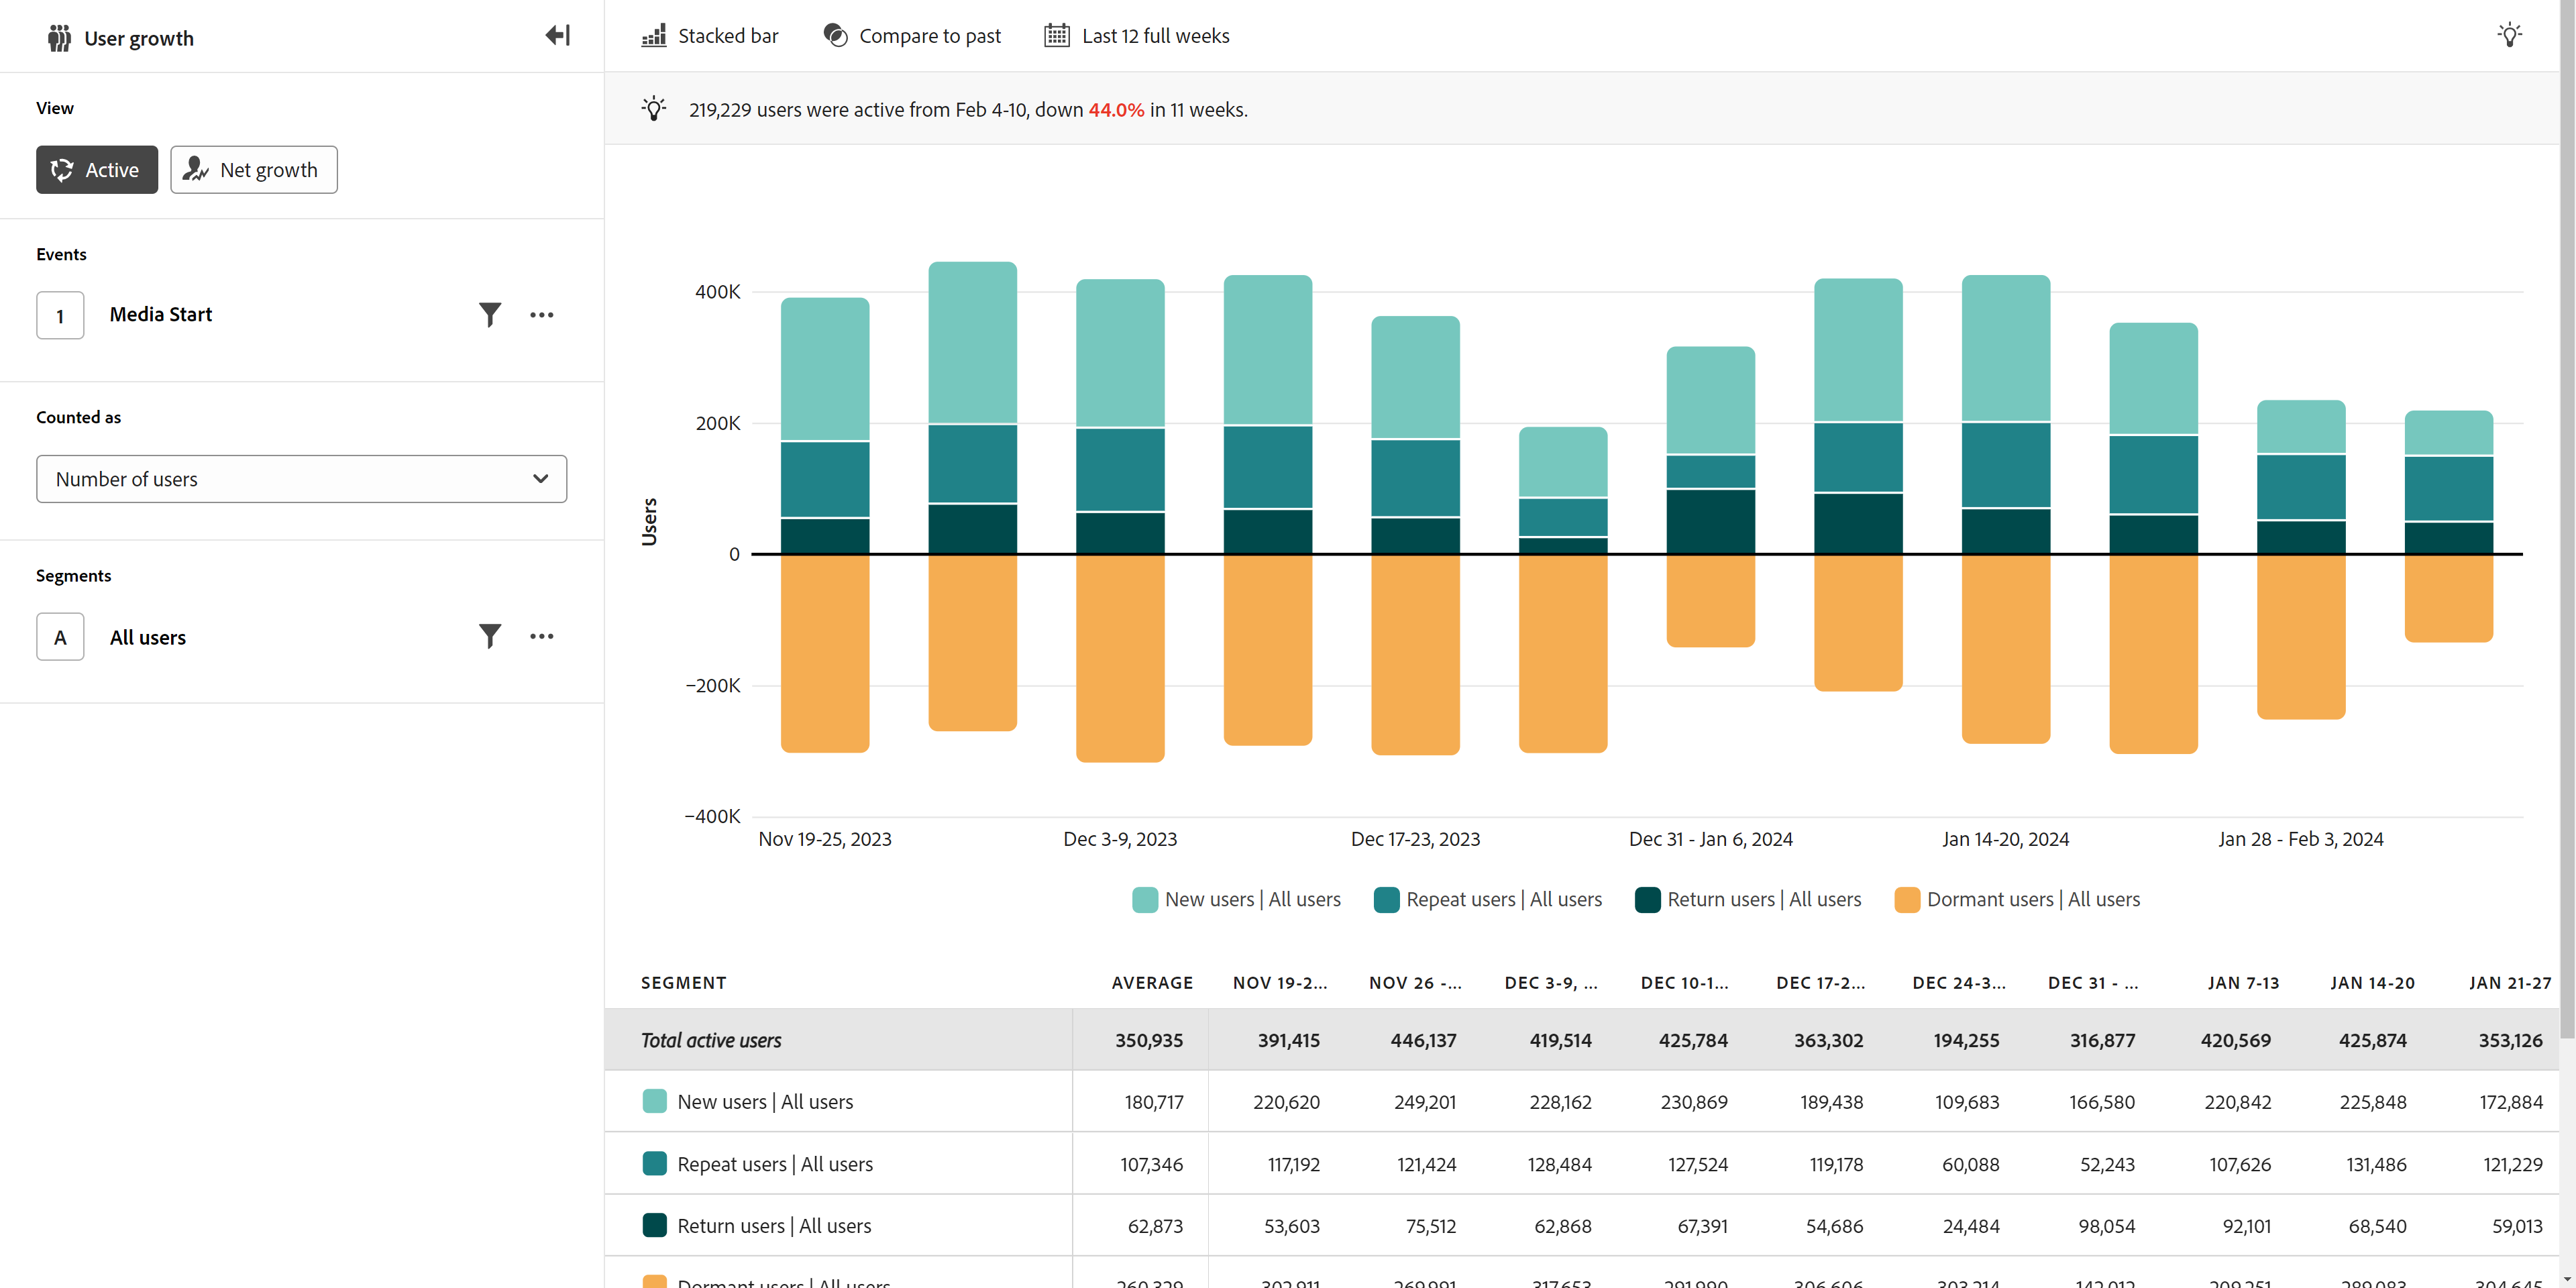 User growth
Stacked bar Compare to past Last 12 full weeks
View
219,229 users were active from Feb 4-10, down 44.0% in 11 weeks.
Active Net growth
Events
1 Media Start
Counted as
Number of users
Segments
A All users
Users
400K
200K
0
−200K
−400K
Nov 19-25, 2023 Dec 3-9, 2023 Dec 17-23, 2023 Dec 31 - Jan 6, 2024 Jan 14-20, 2024 Jan 28 - Feb 3, 2024
New users | All users Repeat users | All users Return users | All users Dormant users | All users
SEGMENT AVERAGE NOV 19-2... NOV 26 -... DEC 3-9, ... DEC 10-1... DEC 17-2... DEC 24-3... DEC 31 - ... JAN 7-13 JAN 14-20 JAN 21-27
Total active users 350,935 391,415 446,137 419,514 425,784 363,302 194,255 316,877 420,569 425,874 353,126
New users | All users 180,717 220,620 249,201 228,162 230,869 189,438 109,683 166,580 220,842 225,848 172,884
Repeat users | All users 107,346 117,192 121,424 128,484 127,524 119,178 60,088 52,243 107,626 131,486 121,229
Return users | All users 62,873 53,603 75,512 62,868 67,391 54,686 24,484 98,054 92,101 68,540 59,013
Dormant users | All users